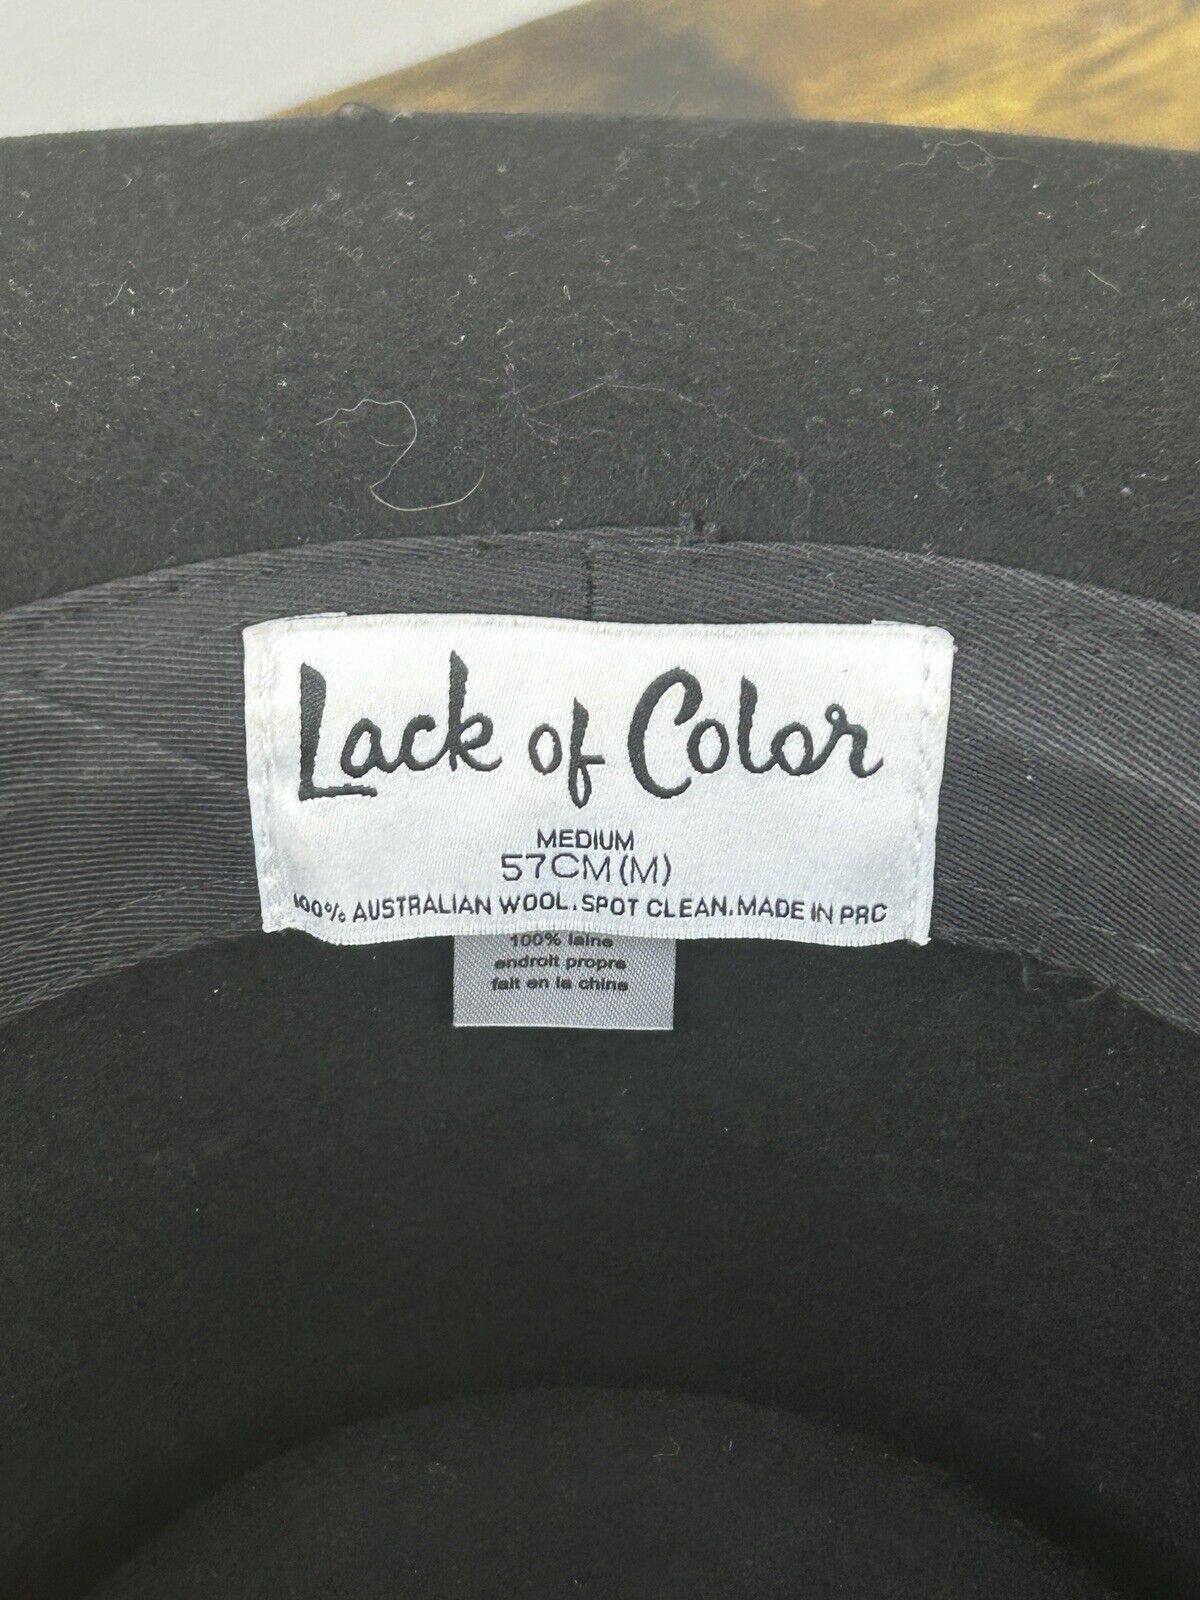 Lack of Color
MEDIUM
57CM(M)
100% AUSTRALIAN WOOL.SPOT CLEAN.MADE IN PRC
100% laine
endroit propre
fait en la chine